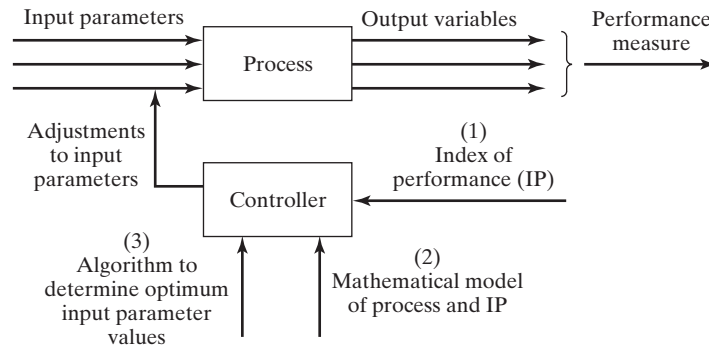 Input parameters
Output variables
Performance
measure
Process
Adjustments
to input
parameters
(1)
Index of
performance (IP)
Controller
(3)
Algorithm to
determine optimum
input parameter
values
(2)
Mathematical model
of process and IP